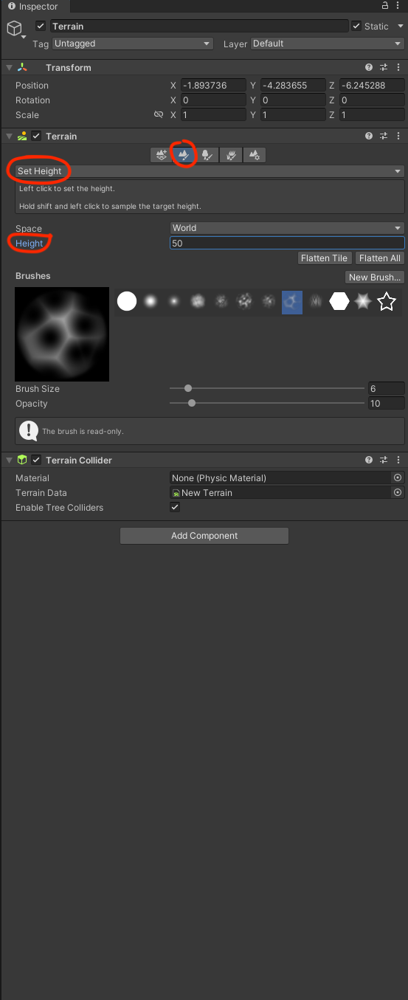 Inspector
Terrain Static
Tag Untagged Layer Default
Transform
Position X -1.893736 Y -4.283655 Z -6.245288
Rotation X 0 Y 0 Z 0
Scale X 1 Y 1 Z 1
Terrain
Set Height
Left click to set the height.
Hold shift and left click to sample the target height.
Space World
Height 50
Flatten Tile Flatten All
Brushes New Brush...
Brush Size 6
Opacity 10
The brush is read-only.
Terrain Collider
Material None (Physic Material)
Terrain Data New Terrain
Enable Tree Colliders
Add Component